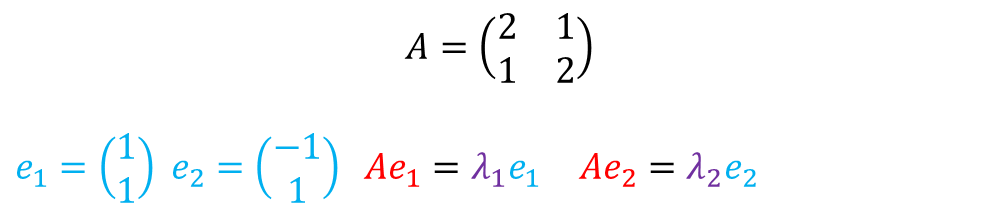 A = (2 1
1 2)
e₁ = (1
1) e₂ = (−1
1) Ae₁ = λ₁e₁ Ae₂ = λ₂e₂